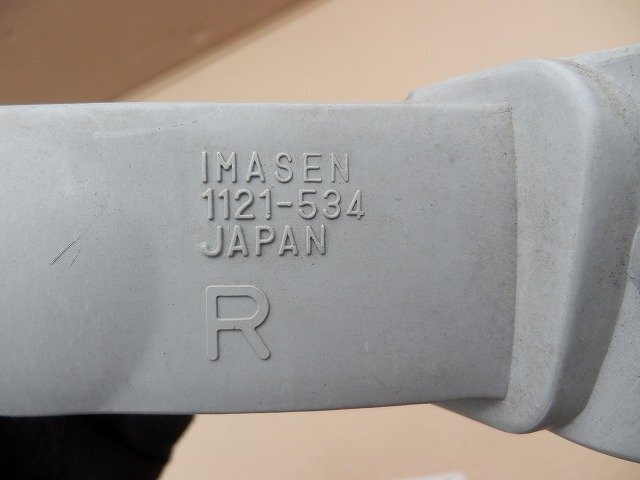 IMASEN
1121-534
JAPAN
R